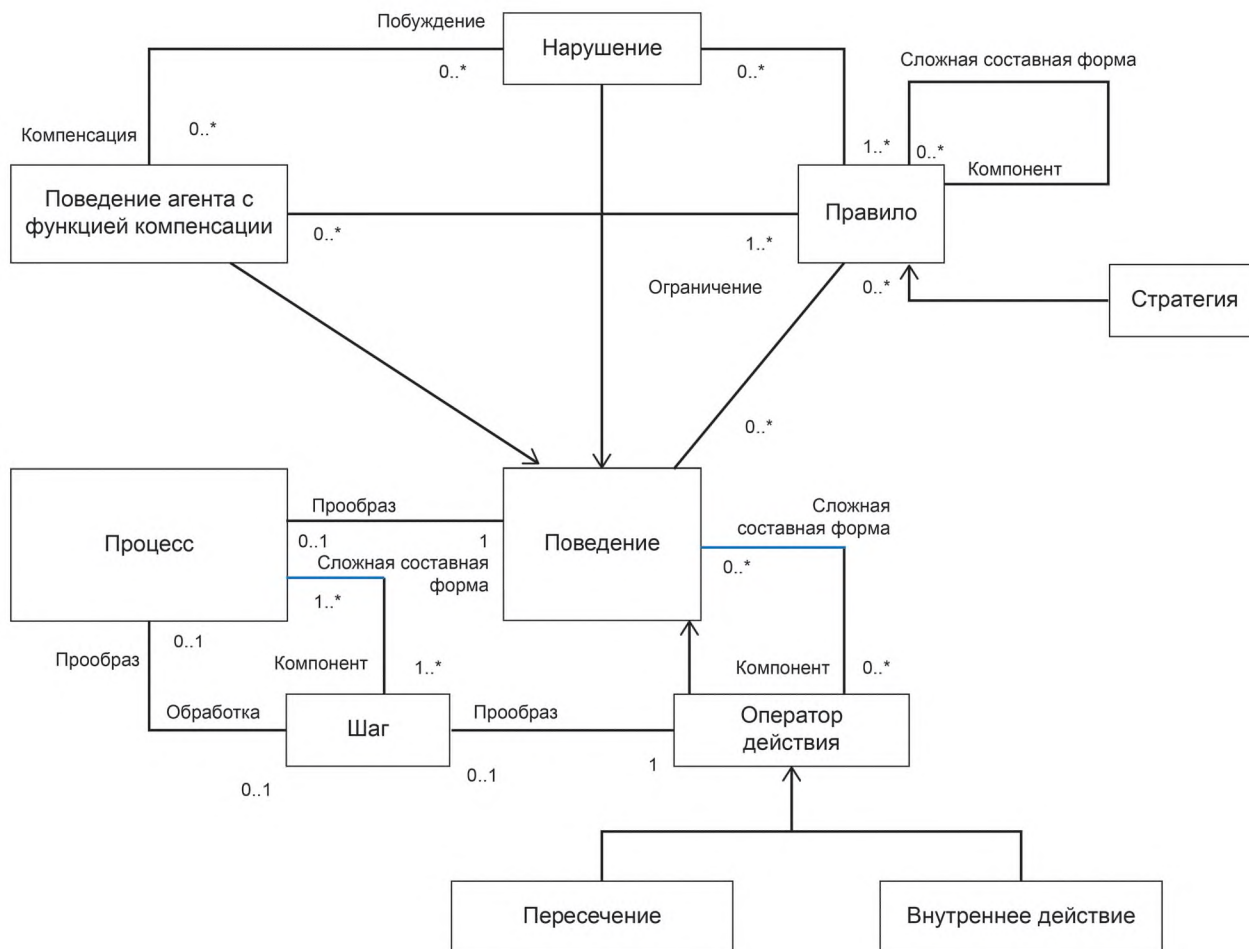 Побуждение
Нарушение
0..*
0..*
Сложная составная форма
Компенсация
0..*
1..*
0..*
Компонент
Поведение агента с
функцией компенсации
Правило
0..*
1..*
Ограничение
0..*
Стратегия
0..*
Процесс
Прообраз
0..1
1
Поведение
Сложная
составная форма
0..*
Сложная составная
форма
1..*
0..1
Прообраз
Компонент
1..*
Компонент
0..*
Обработка
Шаг
Прообраз
Оператор
действия
0..1
0..1
1
Пересечение
Внутреннее действие